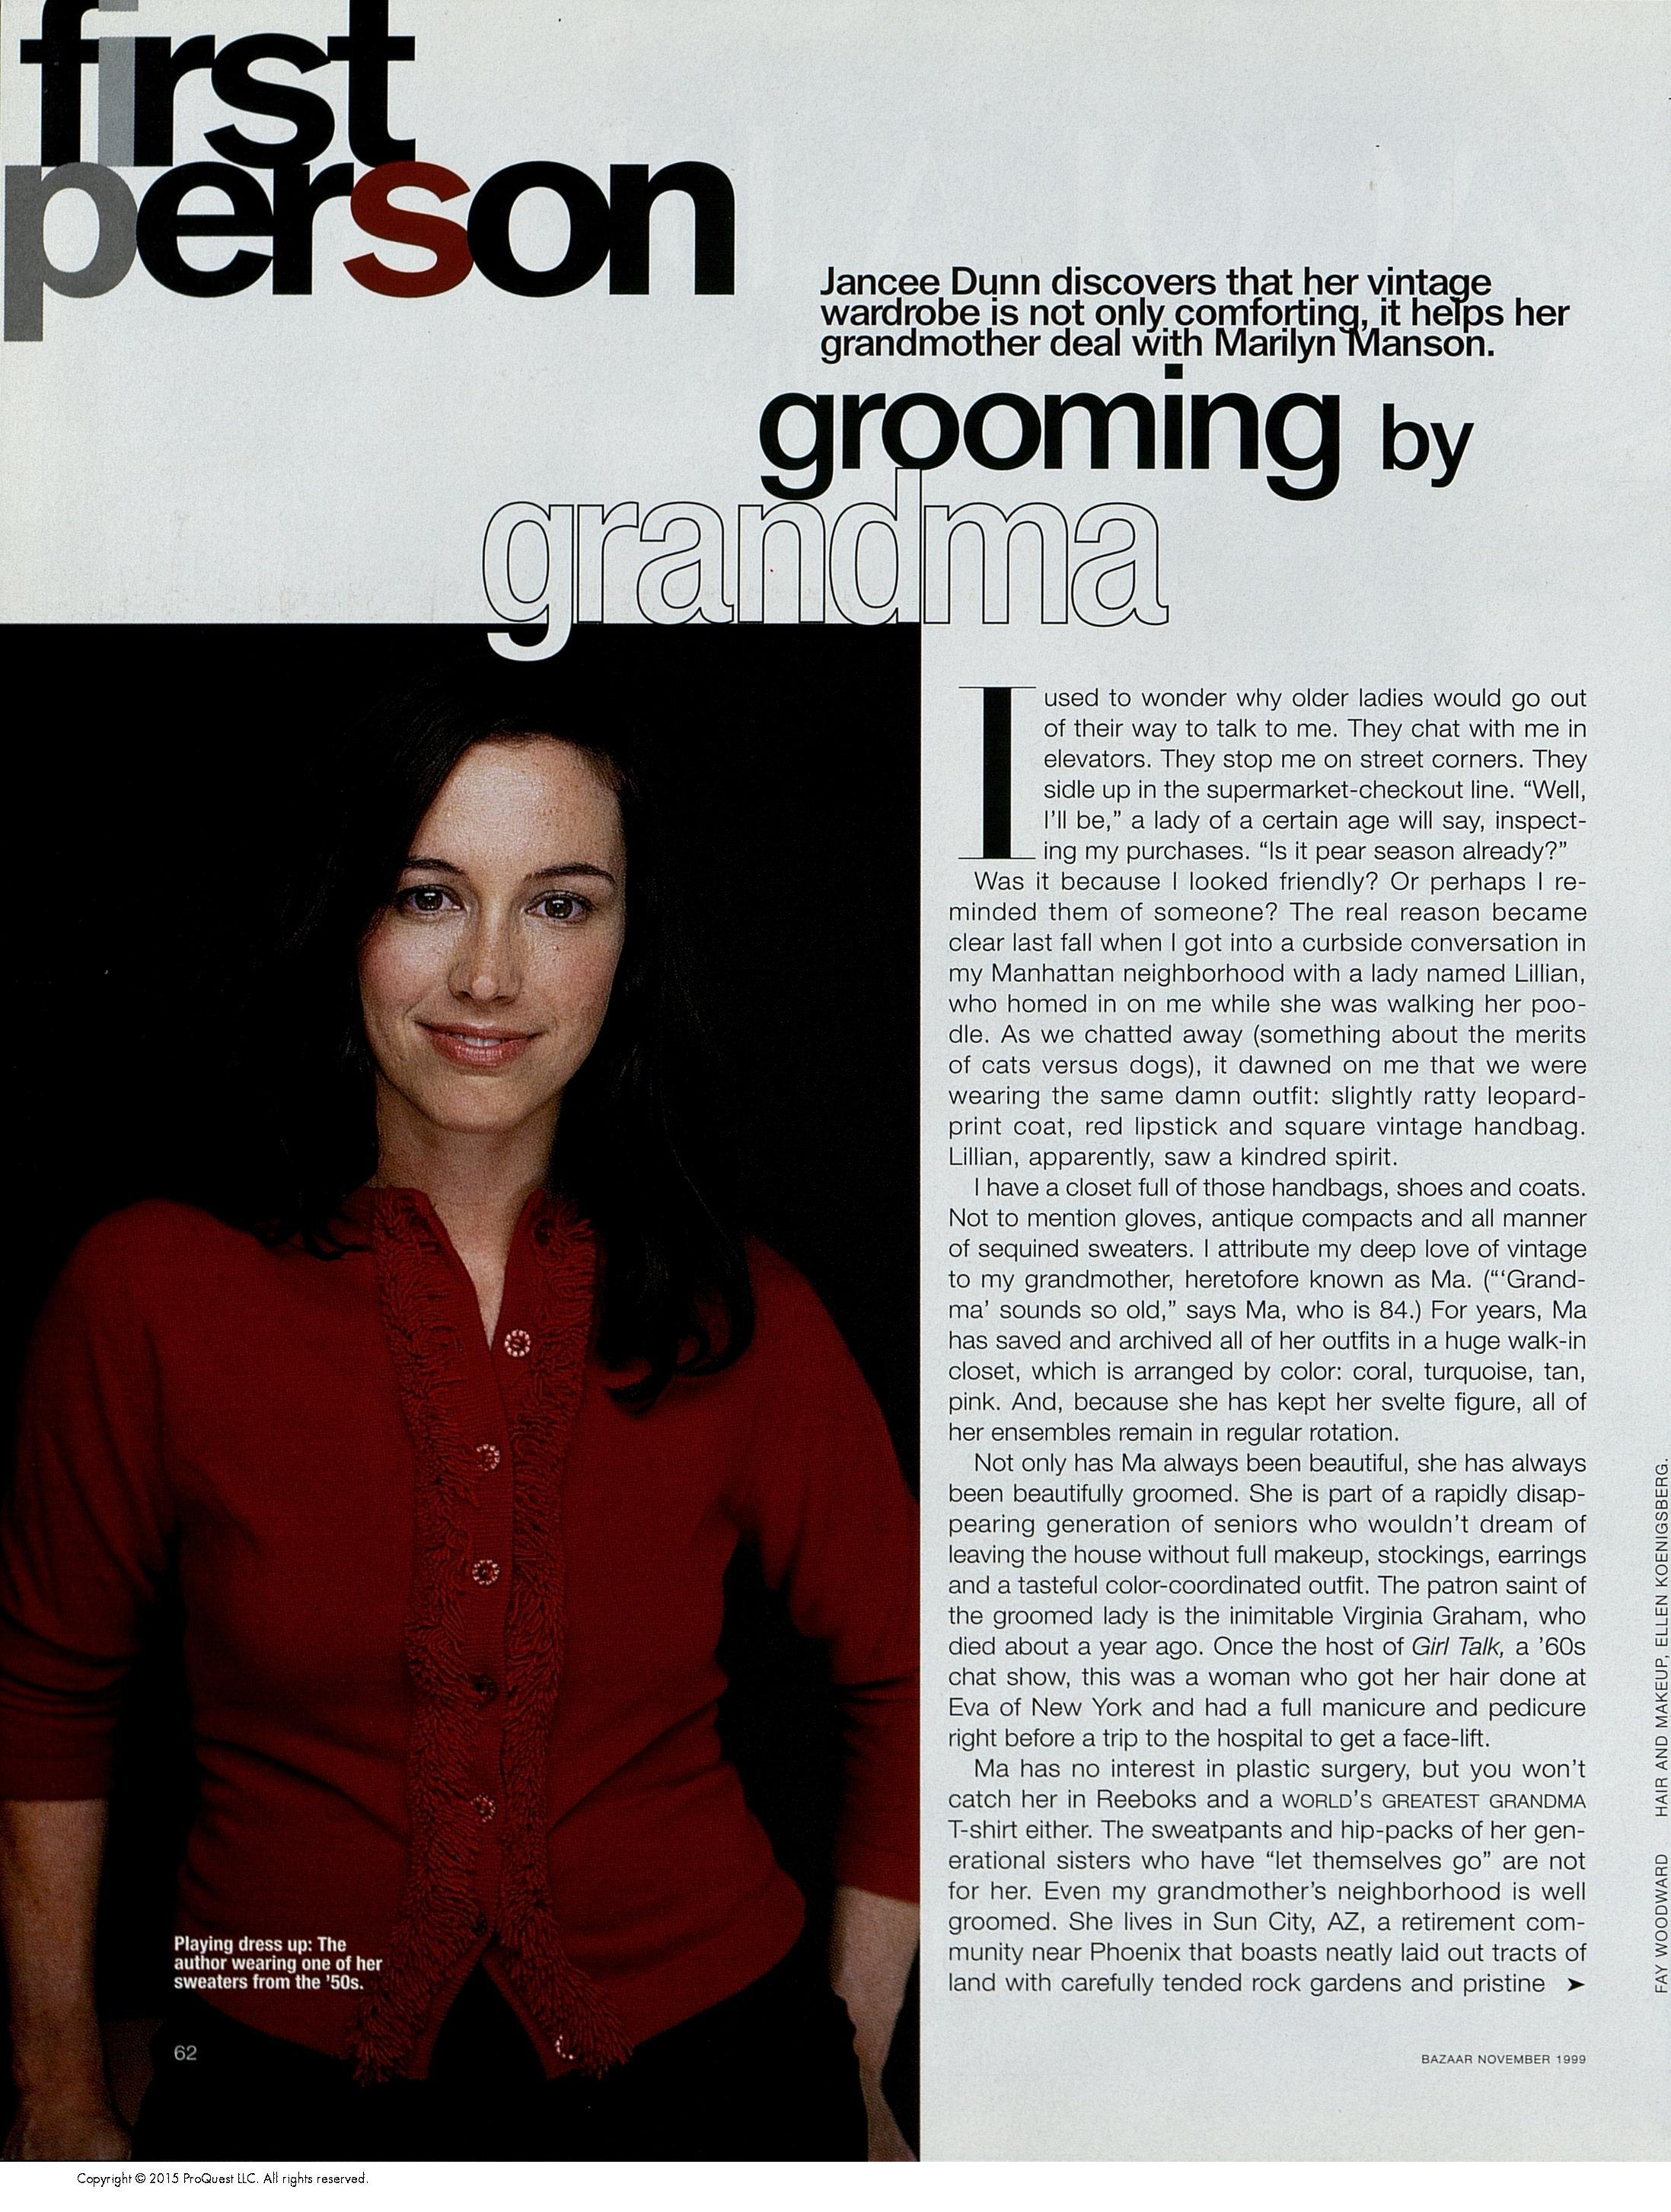 first
person
Jancee Dunn discovers that her vintage
wardrobe is not only comforting, it helps her
grandmother deal with Marilyn Manson.
grooming by
grandma
I used to wonder why older ladies would go out
of their way to talk to me. They chat with me in
elevators. They stop me on street corners. They
sidle up in the supermarket-checkout line. “Well,
I’ll be,” a lady of a certain age will say, inspect-
ing my purchases. “Is it pear season already?”
Was it because I looked friendly? Or perhaps I re-
minded them of someone? The real reason became
clear last fall when I got into a curbside conversation in
my Manhattan neighborhood with a lady named Lillian,
who homed in on me while she was walking her poo-
dle. As we chatted away (something about the merits
of cats versus dogs), it dawned on me that we were
wearing the same damn outfit: slightly ratty leopard-
print coat, red lipstick and square vintage handbag.
Lillian, apparently, saw a kindred spirit.
I have a closet full of those handbags, shoes and coats.
Not to mention gloves, antique compacts and all manner
of sequined sweaters. I attribute my deep love of vintage
to my grandmother, heretofore known as Ma. (“‘Grand-
ma’ sounds so old,” says Ma, who is 84.) For years, Ma
has saved and archived all of her outfits in a huge walk-in
closet, which is arranged by color: coral, turquoise, tan,
pink. And, because she has kept her svelte figure, all of
her ensembles remain in regular rotation.
Not only has Ma always been beautiful, she has always
been beautifully groomed. She is part of a rapidly disap-
pearing generation of seniors who wouldn’t dream of
leaving the house without full makeup, stockings, earrings
and a tasteful color-coordinated outfit. The patron saint of
the groomed lady is the inimitable Virginia Graham, who
died about a year ago. Once the host of Girl Talk, a ’60s
chat show, this was a woman who got her hair done at
Eva of New York and had a full manicure and pedicure
right before a trip to the hospital to get a face-lift.
Ma has no interest in plastic surgery, but you won’t
catch her in Reeboks and a WORLD’S GREATEST GRANDMA
T-shirt either. The sweatpants and hip-packs of her gen-
erational sisters who have “let themselves go” are not
for her. Even my grandmother’s neighborhood is well
groomed. She lives in Sun City, AZ, a retirement com-
munity near Phoenix that boasts neatly laid out tracts of
land with carefully tended rock gardens and pristine ➤
Playing dress up: The
author wearing one of her
sweaters from the ’50s.
FAY WOODWARD HAIR AND MAKEUP, ELLEN KOENIGSBERG.
62
BAZAAR NOVEMBER 1999
Copyright © 2015 ProQuest LLC. All rights reserved.